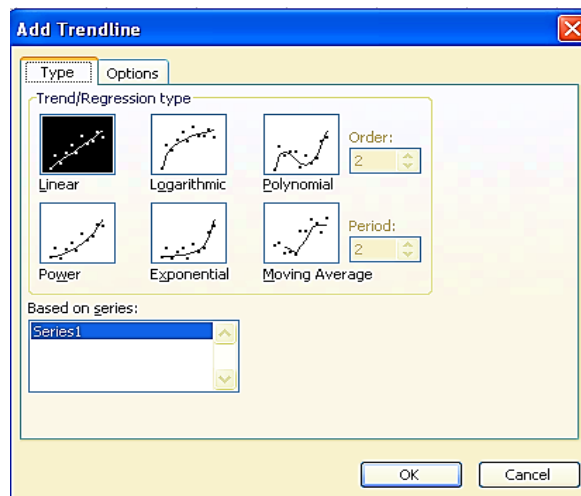 Add Trendline
Type Options
Trend/Regression type
Linear Logarithmic Polynomial
Order:
2
Power Exponential Moving Average
Period:
2
Based on series:
Series1
OK Cancel